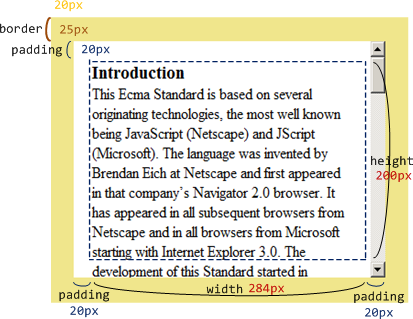 20px
border
25px
padding
20px
Introduction
This Ecma Standard is based on several
originating technologies, the most well known
being JavaScript (Netscape) and JScript
(Microsoft). The language was invented by
Brendan Eich at Netscape and first appeared
in that company's Navigator 2.0 browser. It
has appeared in all subsequent browsers from
Netscape and in all browsers from Microsoft
starting with Internet Explorer 3.0. The
development of this Standard started in
height
200px
width 284px
padding
20px
padding
20px